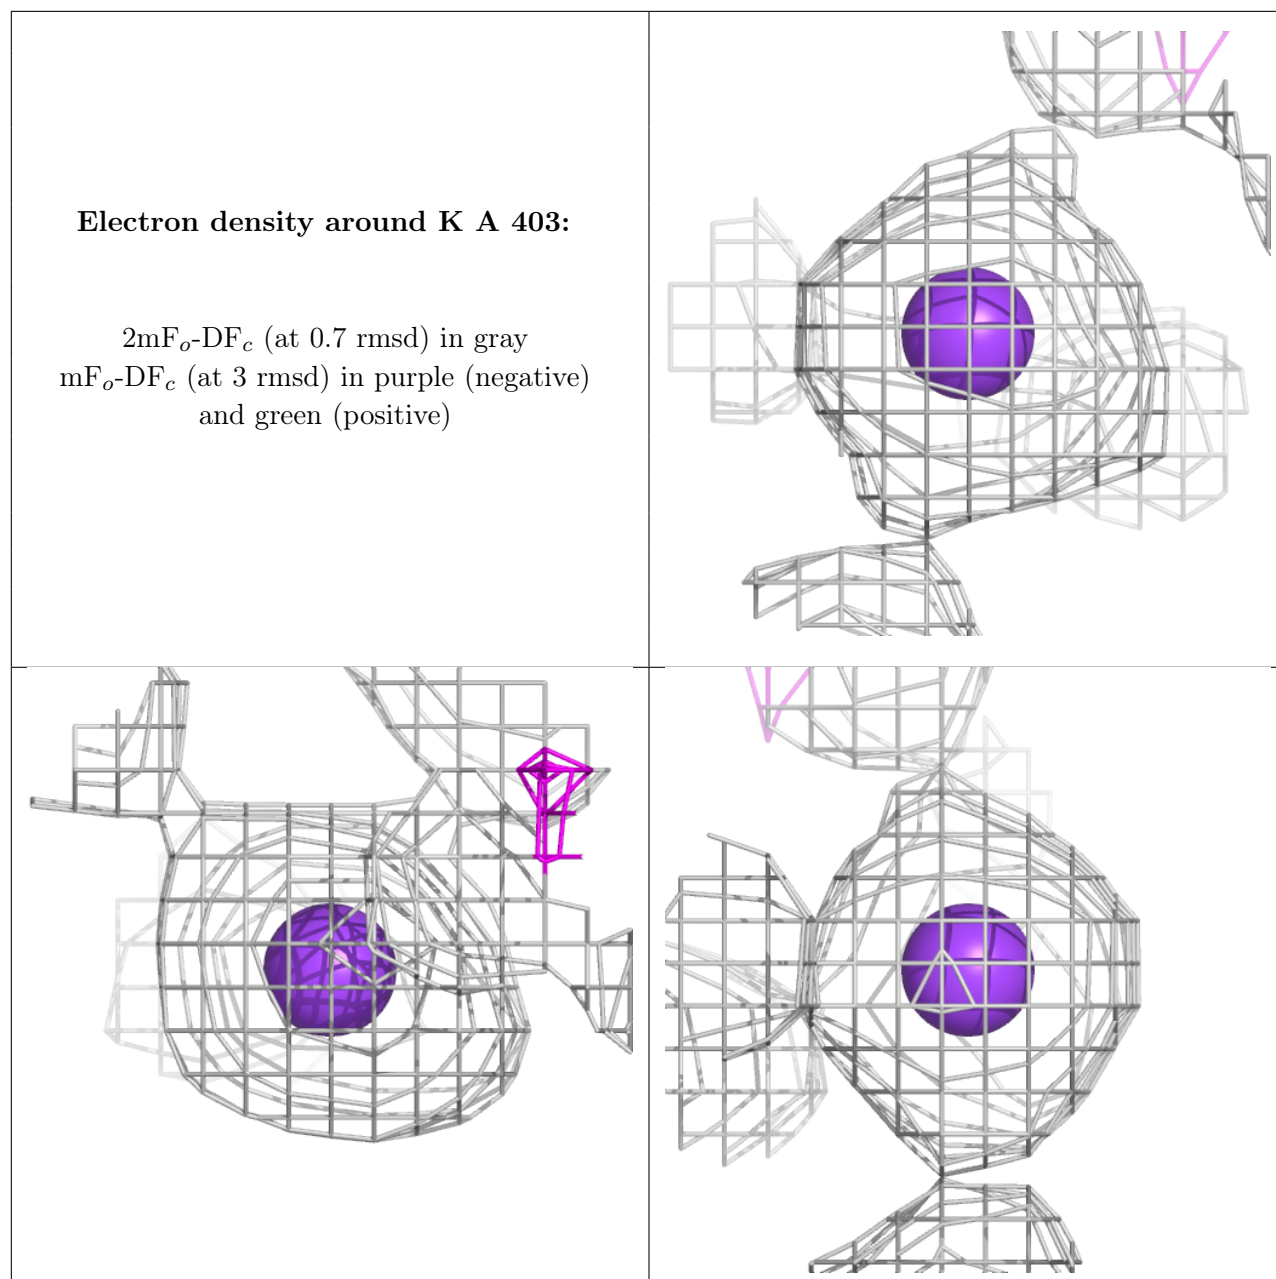 Electron density around K A 403:
2mFₒ-DF𝒸 (at 0.7 rmsd) in gray
mFₒ-DF𝒸 (at 3 rmsd) in purple (negative)
and green (positive)